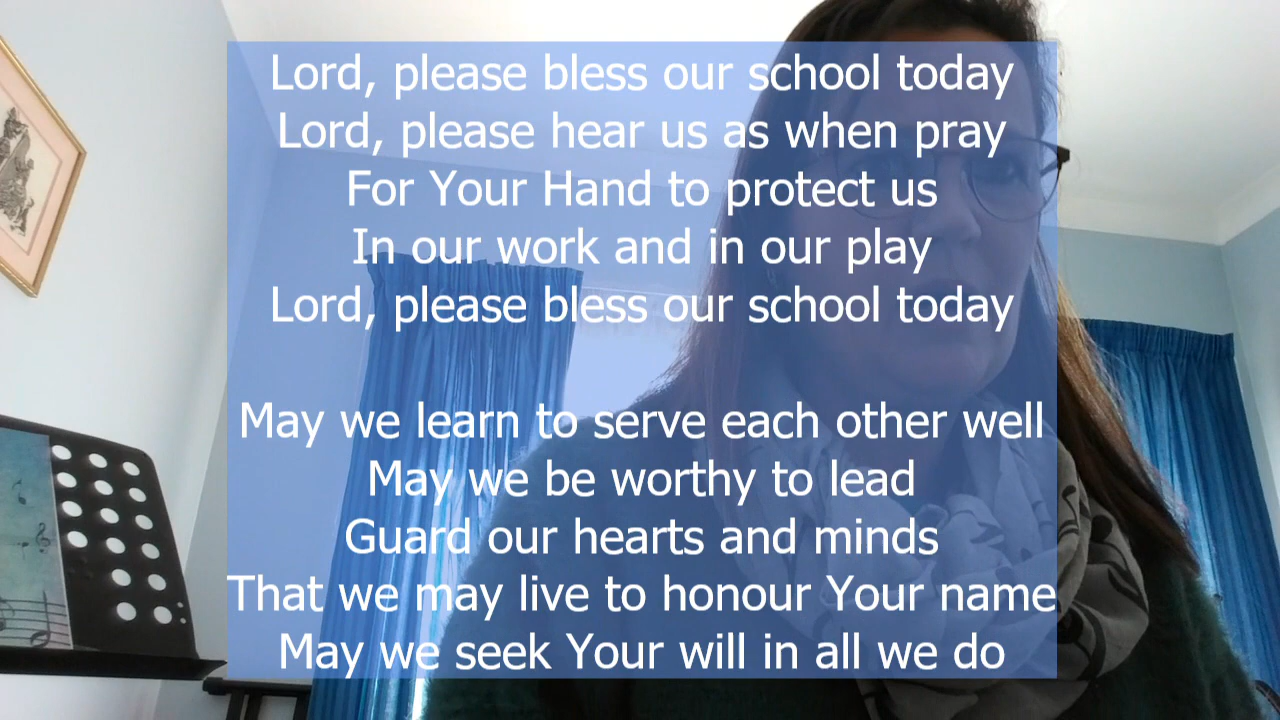 Lord, please bless our school today
Lord, please hear us as when pray
For Your Hand to protect us
In our work and in our play
Lord, please bless our school today
May we learn to serve each other well
May we be worthy to lead
Guard our hearts and minds
That we may live to honour Your name
May we seek Your will in all we do